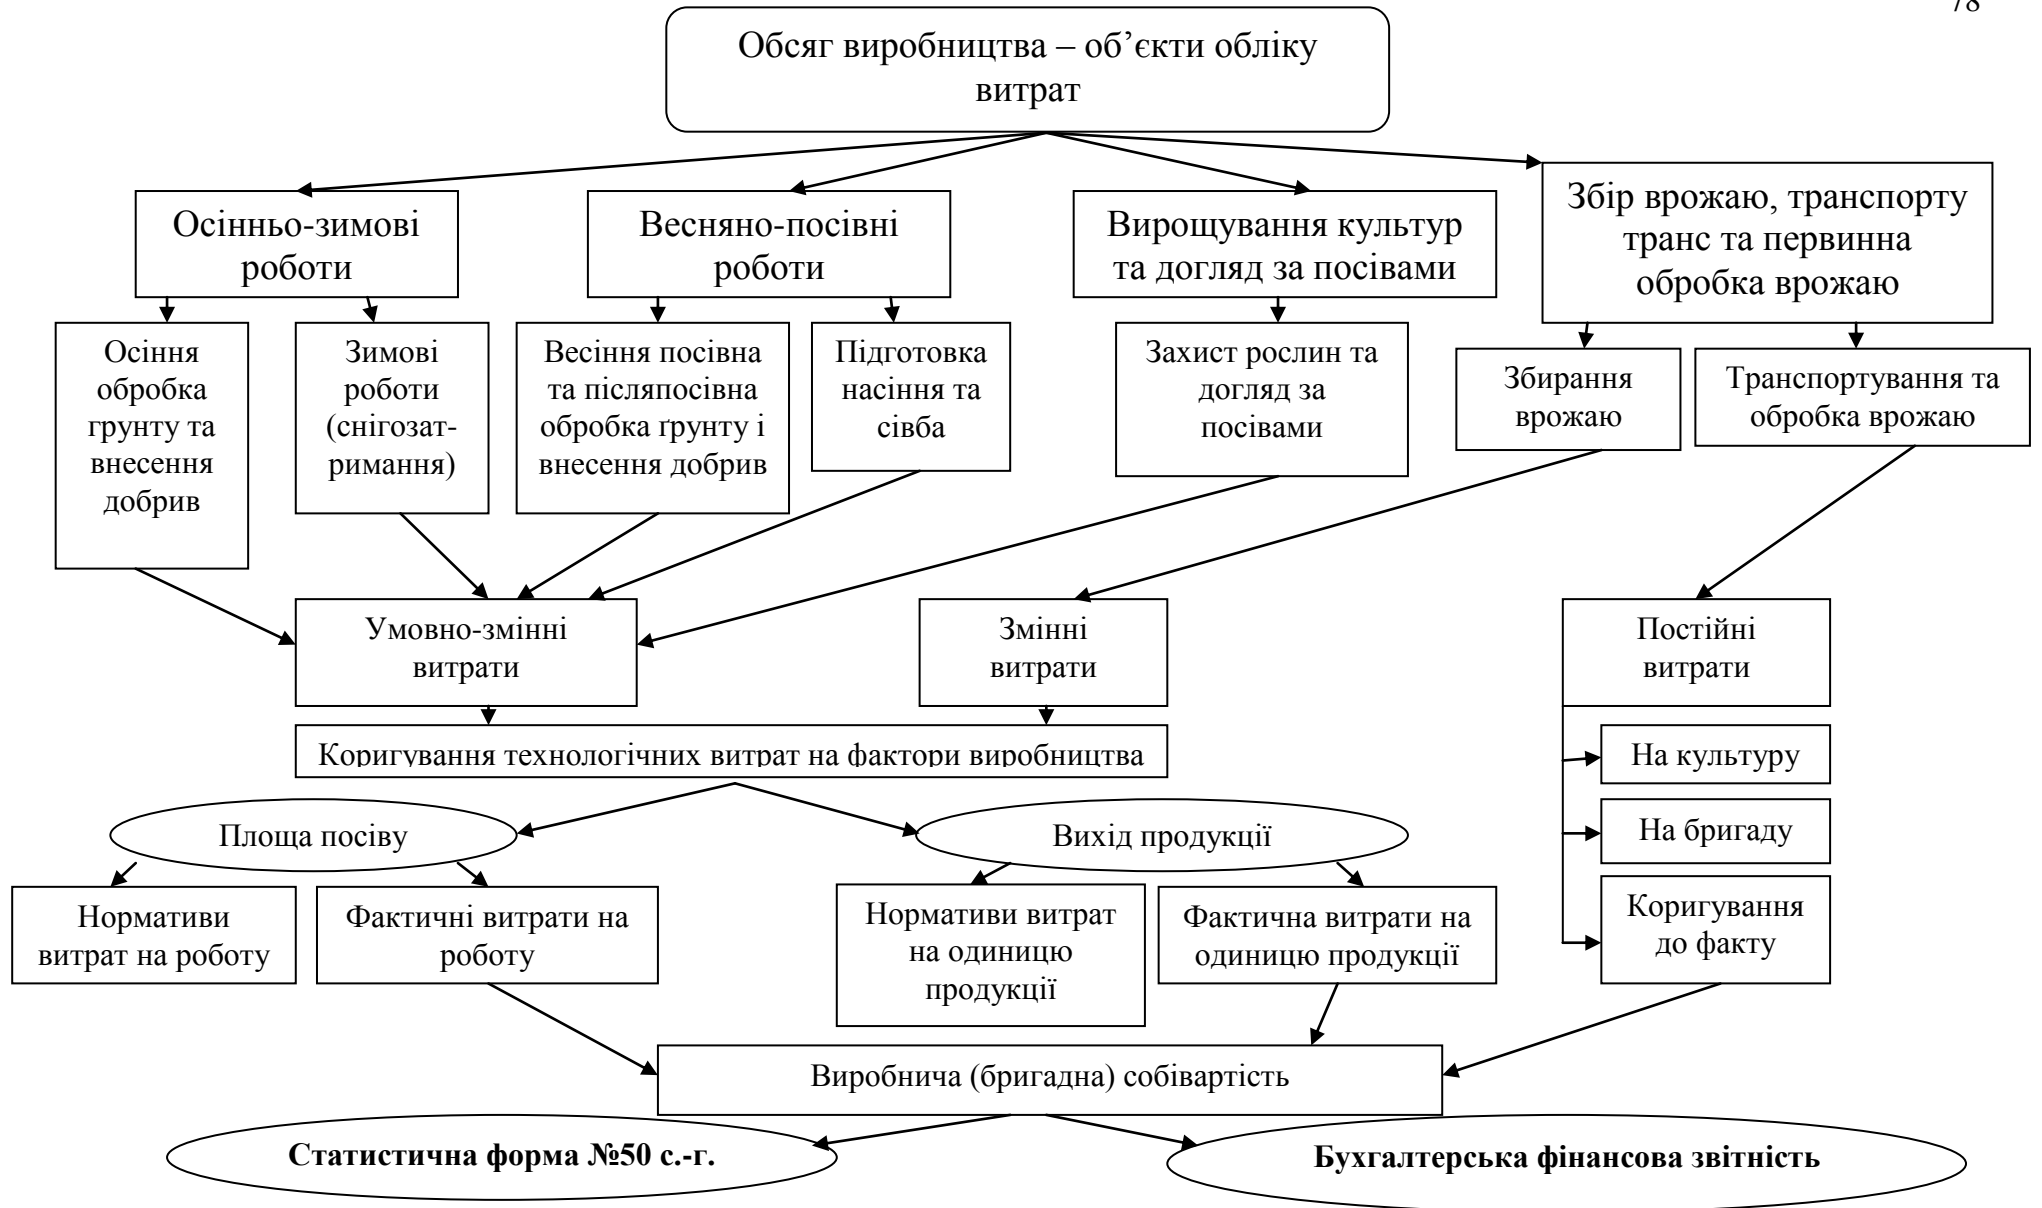 78
Обсяг виробництва – об’єкти обліку
витрат
Осінньо-зимові
роботи
Весняно-посівні
роботи
Вирощування культур
та догляд за посівами
Збір врожаю, транспорту
транс та первинна
обробка врожаю
Осіння
обробка
грунту та
внесення
добрив
Зимові
роботи
(снігозат-
римання)
Весіння посівна
та післяпосівна
обробка ґрунту і
внесення добрив
Підготовка
насіння та
сівба
Захист рослин та
догляд за
посівами
Збирання
врожаю
Транспортування та
обробка врожаю
Умовно-змінні
витрати
Змінні
витрати
Постійні
витрати
Коригування технологічних витрат на фактори виробництва
На культуру
На бригаду
Коригування
до факту
Площа посіву
Вихід продукції
Нормативи
витрат на роботу
Фактичні витрати на
роботу
Нормативи витрат
на одиницю
продукції
Фактична витрати на
одиницю продукції
Виробнича (бригадна) собівартість
Статистична форма №50 с.-г.
Бухгалтерська фінансова звітність